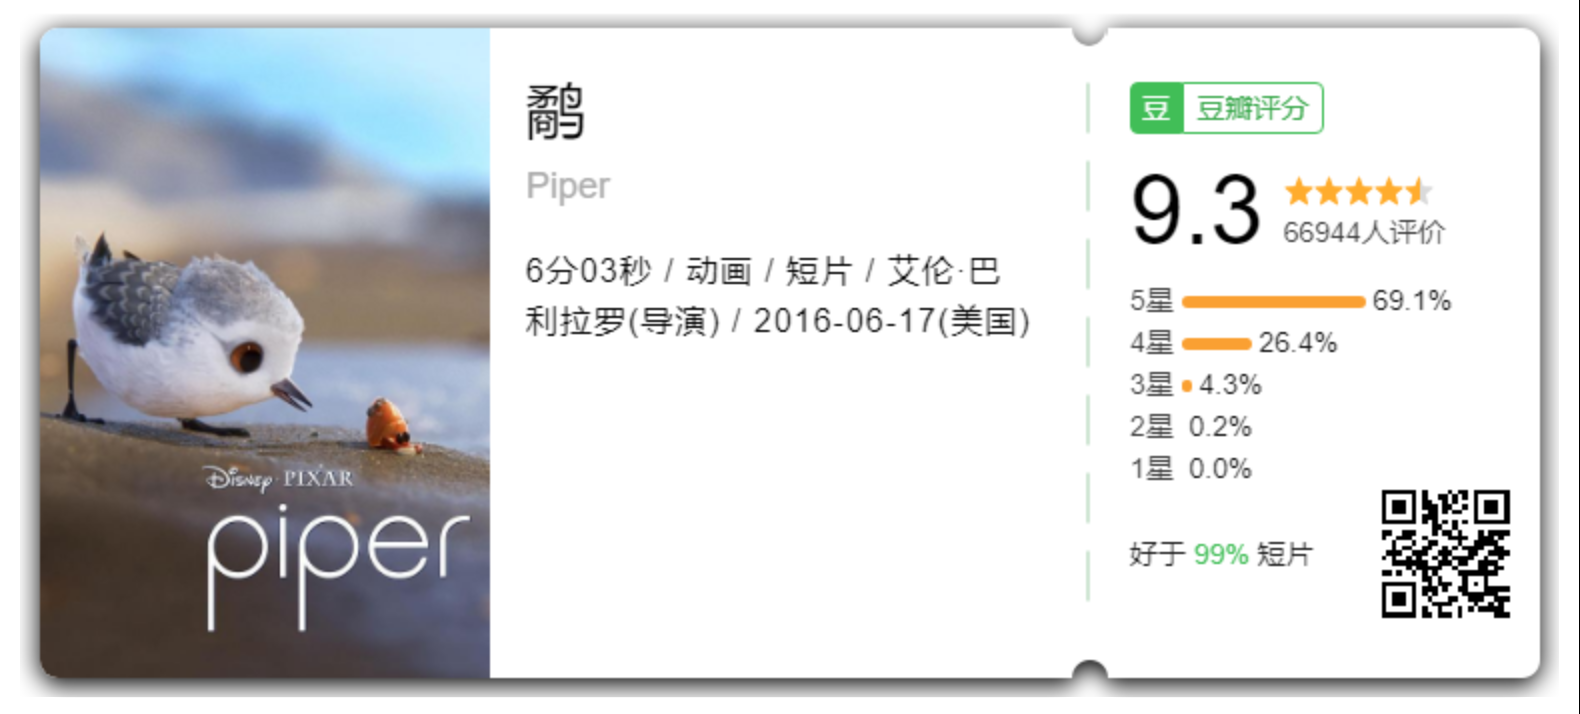 Disney · PIXAR
piper
鹬
Piper
6分03秒 / 动画 / 短片 / 艾伦·巴
利拉罗(导演) / 2016-06-17(美国)
豆 豆瓣评分
9.3
66944人评价
5星 69.1%
4星 26.4%
3星 4.3%
2星 0.2%
1星 0.0%
好于 99% 短片